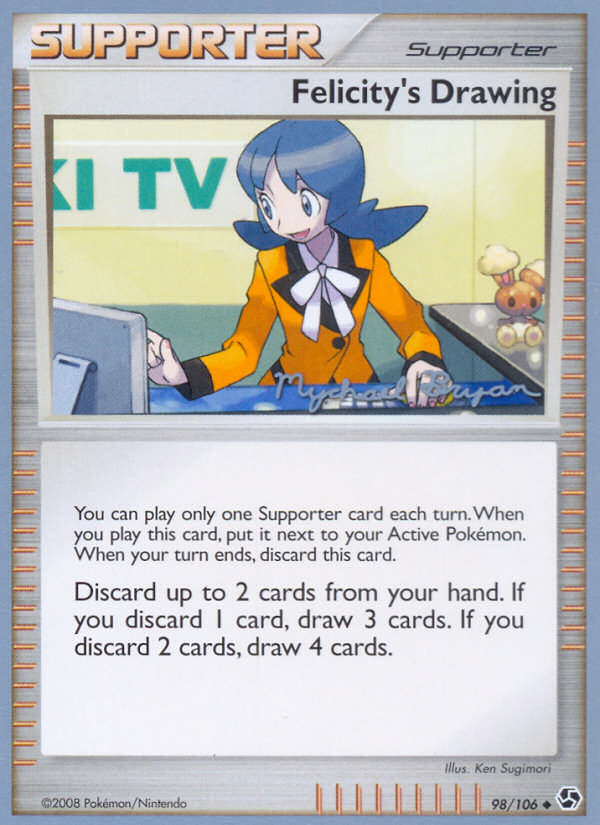 SUPPORTER
Supporter
Felicity's Drawing
KI TV
Mychael Bryan
You can play only one Supporter card each turn. When
you play this card, put it next to your Active Pokémon.
When your turn ends, discard this card.
Discard up to 2 cards from your hand. If
you discard 1 card, draw 3 cards. If you
discard 2 cards, draw 4 cards.
Illus. Ken Sugimori
©2008 Pokémon/Nintendo
98/106